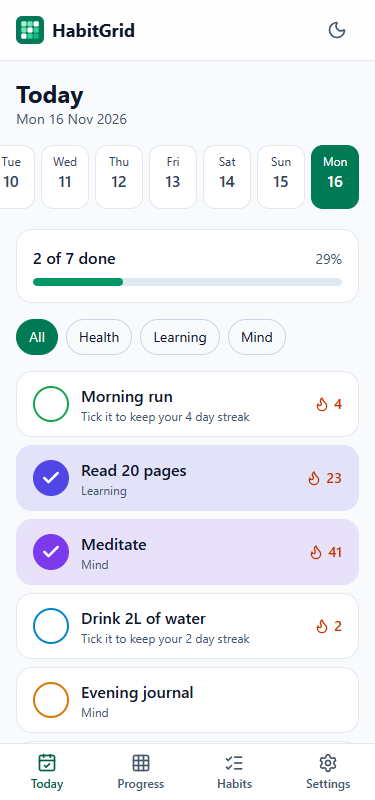 HabitGrid
Today
Mon 16 Nov 2026
Tue Wed Thu Fri Sat Sun Mon
10 11 12 13 14 15 16
2 of 7 done 29%
All Health Learning Mind
Morning run
Tick it to keep your 4 day streak
4
Read 20 pages
Learning
23
Meditate
Mind
41
Drink 2L of water
Tick it to keep your 2 day streak
2
Evening journal
Mind
Today Progress Habits Settings